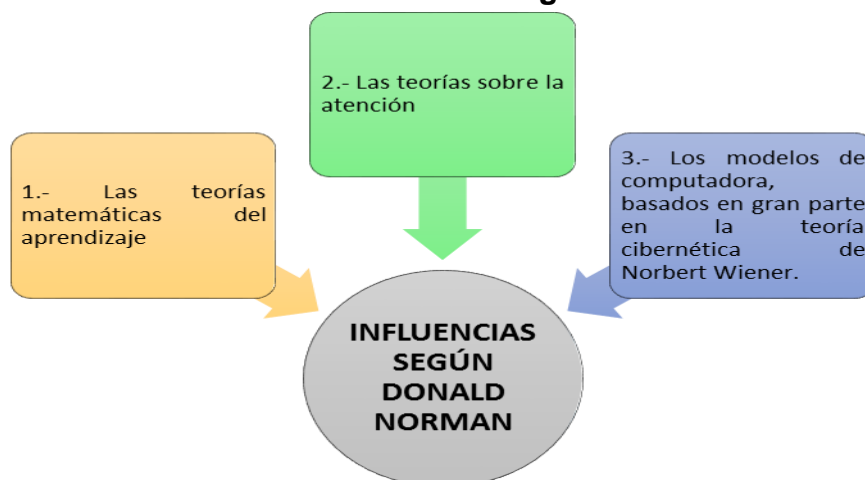 2.- Las teorías sobre la
atención
1.- Las teorías
matemáticas del
aprendizaje
3.- Los modelos de
computadora,
basados en gran parte
en la teoría
cibernética de
Norbert Wiener.
INFLUENCIAS
SEGÚN
DONALD
NORMAN